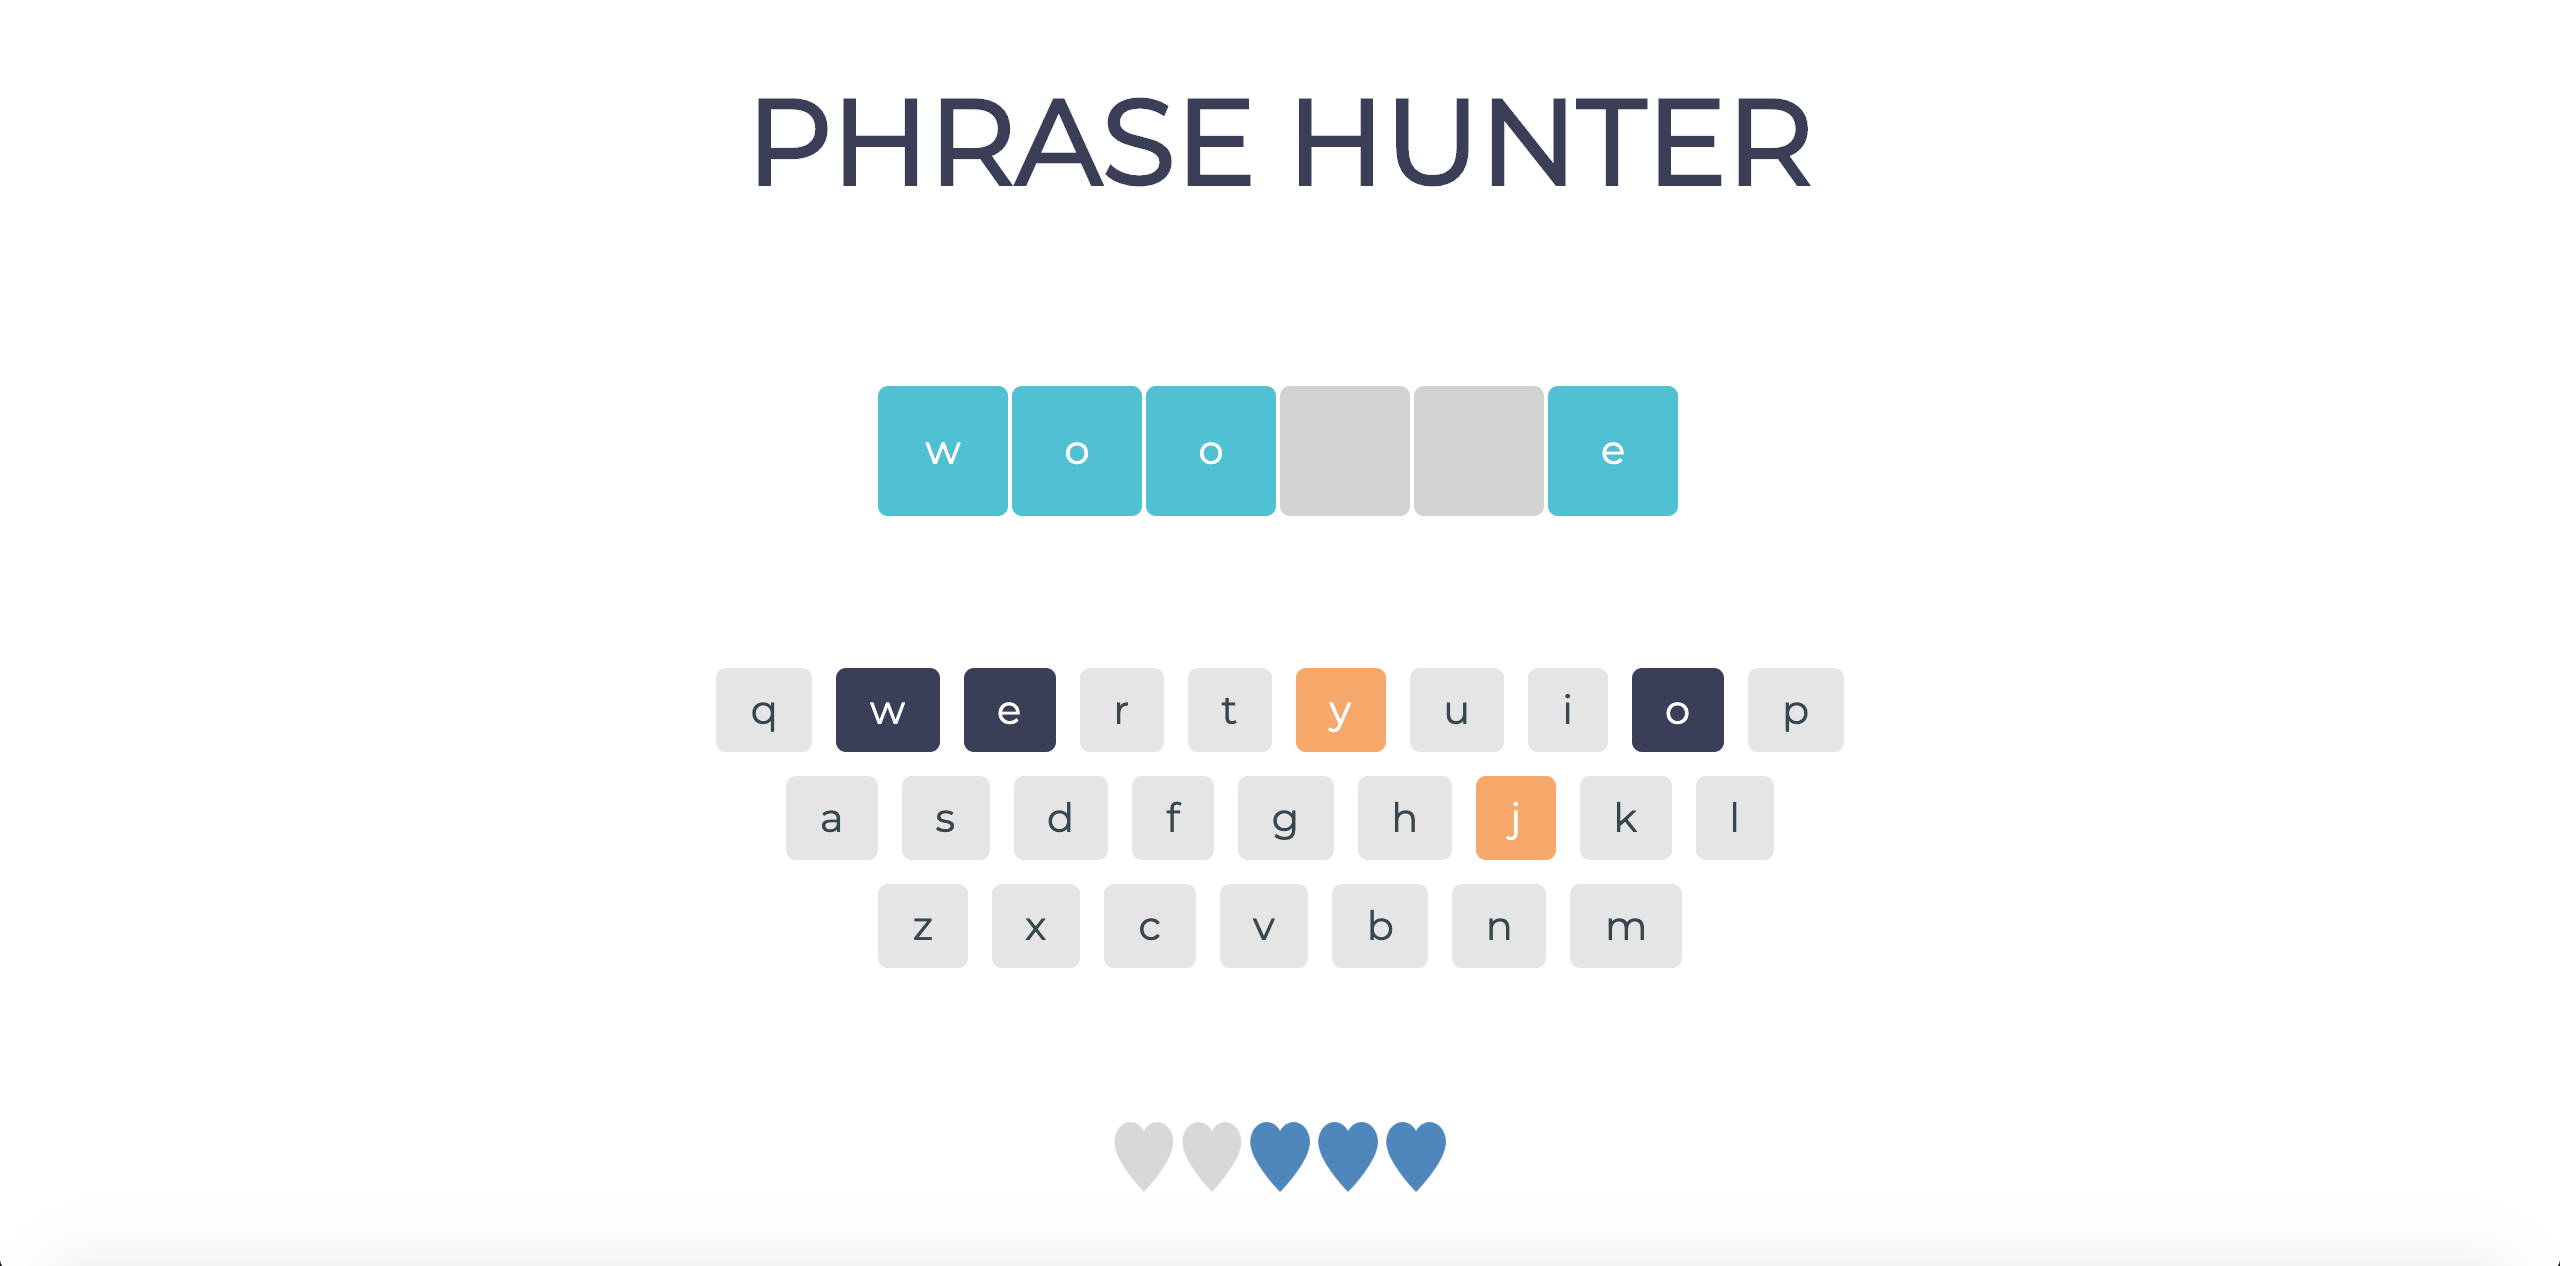 PHRASE HUNTER
w o o e
q w e r t y u i o p
a s d f g h j k l
z x c v b n m